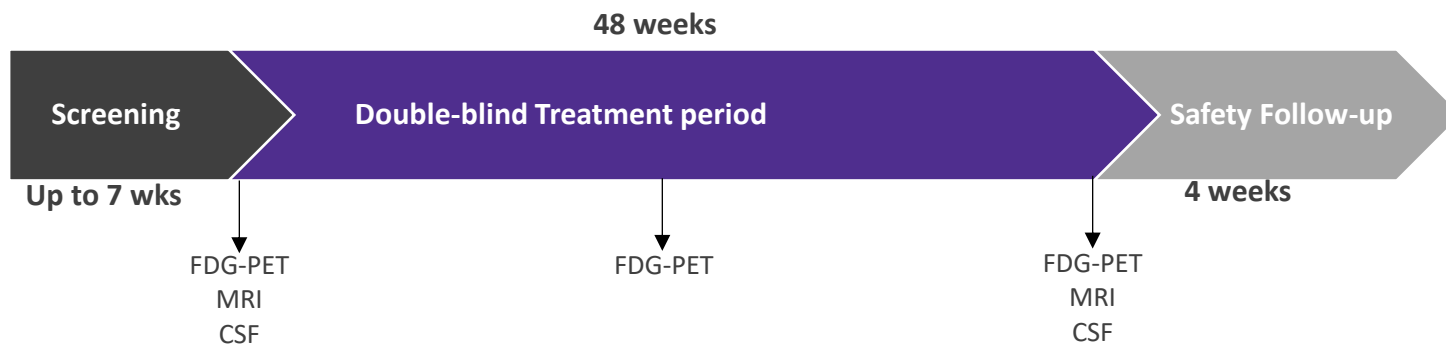 48 weeks
Screening
Double-blind Treatment period
Safety Follow-up
Up to 7 wks
4 weeks
FDG-PET
MRI
CSF
FDG-PET
FDG-PET
MRI
CSF